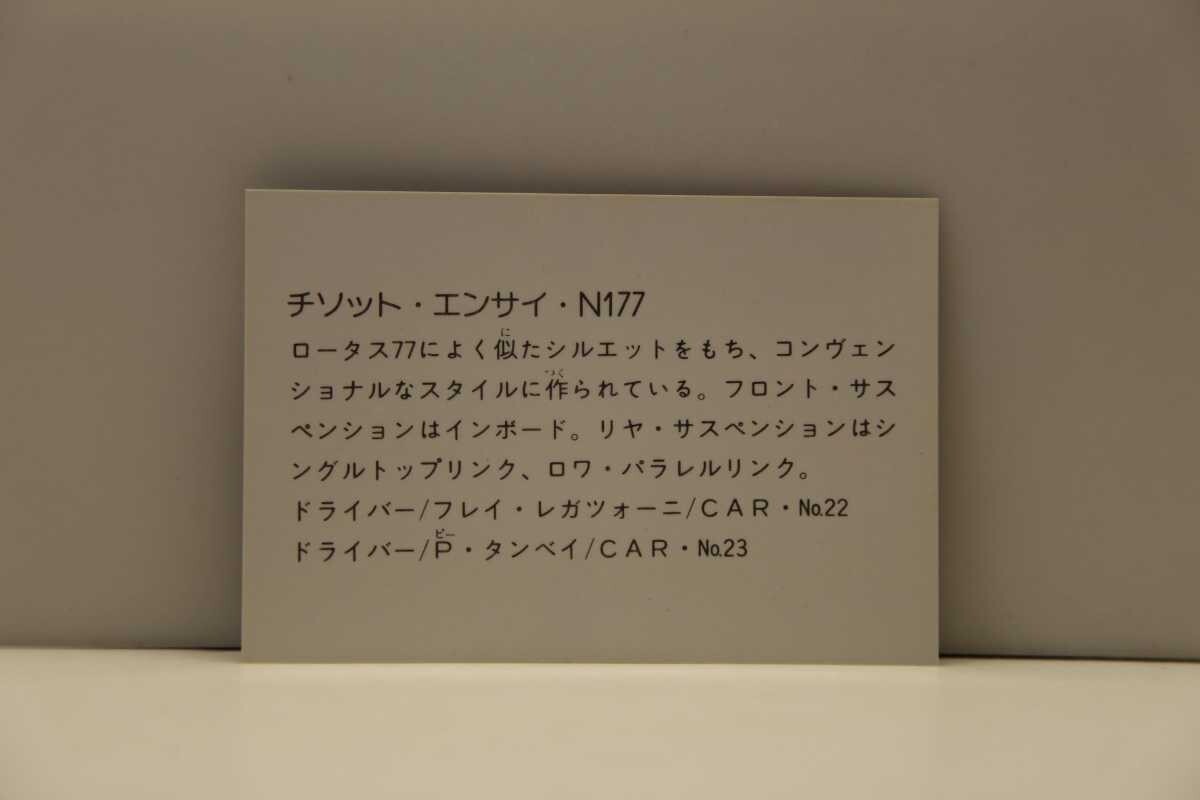 チソット・エンサイ・N177
ロータス77によく似たシルエットをもち、コンヴェン
ショナルなスタイルに作られている。フロント・サス
ペンションはインボード。リヤ・サスペンションはシ
ングルトップリンク、ロワ・パラレルリンク。
ドライバー/フレイ・レガツォーニ/CAR・No.22
ドライバー/P・タンベイ/CAR・No.23